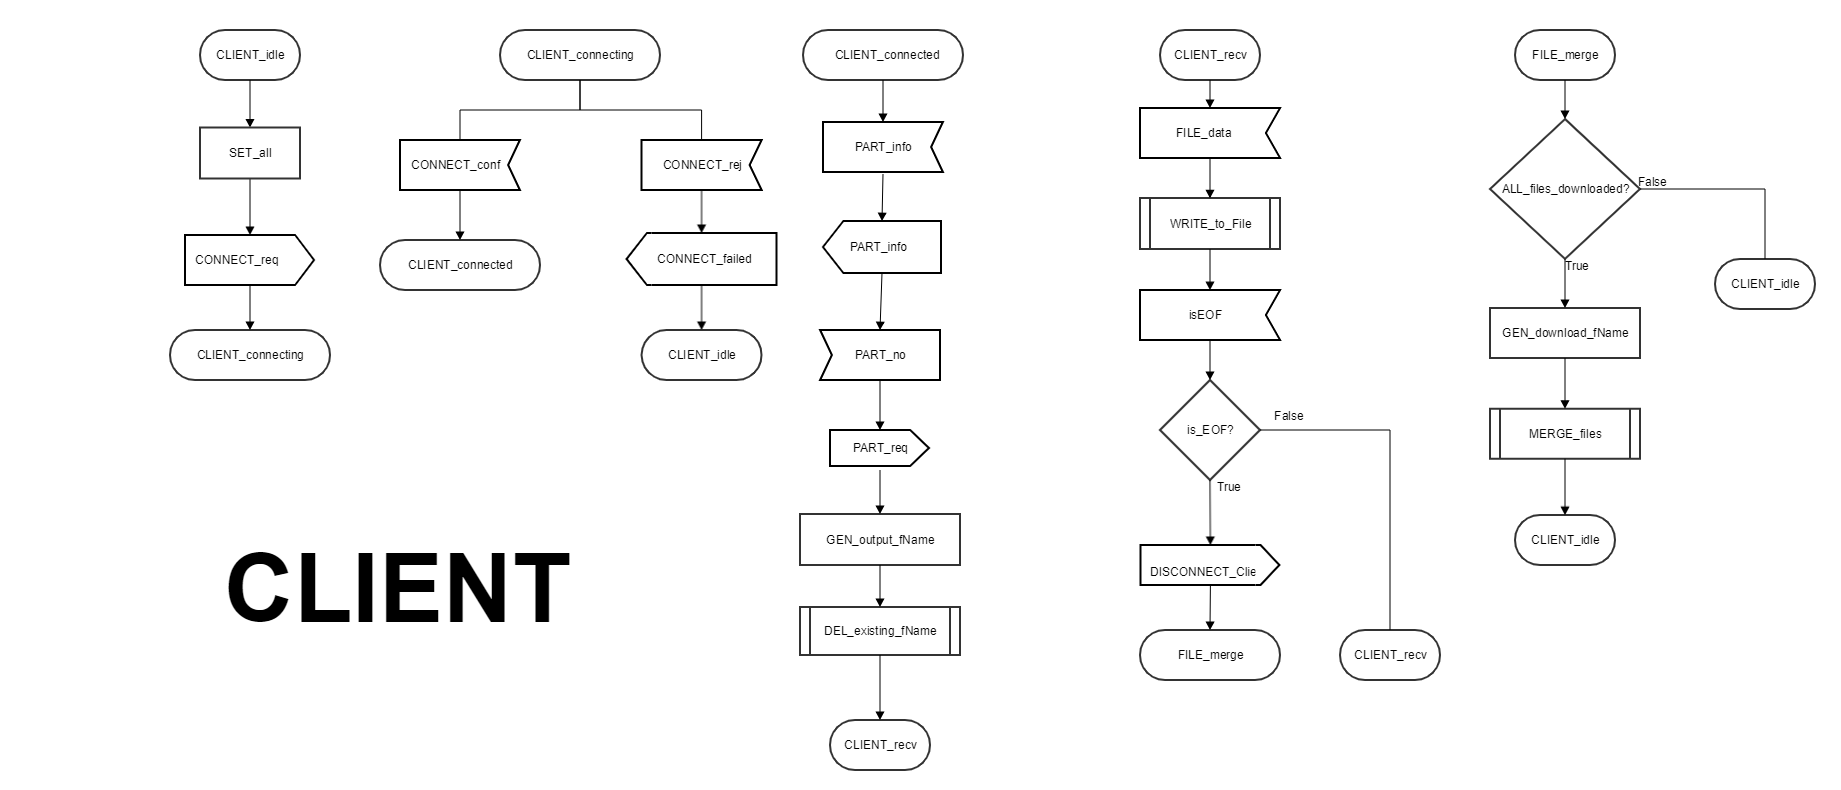 CLIENT_idle
SET_all
CONNECT_req
CLIENT_connecting
CLIENT_connecting
CONNECT_conf
CLIENT_connected
CONNECT_rej
CONNECT_failed
CLIENT_idle
CLIENT_connected
PART_info
PART_info
PART_no
PART_req
GEN_output_fName
DEL_existing_fName
CLIENT_recv
CLIENT_recv
FILE_data
WRITE_to_File
isEOF
is_EOF?
False
True
DISCONNECT_Clie
FILE_merge
CLIENT_recv
FILE_merge
ALL_files_downloaded?
False
True
CLIENT_idle
GEN_download_fName
MERGE_files
CLIENT_idle
CLIENT